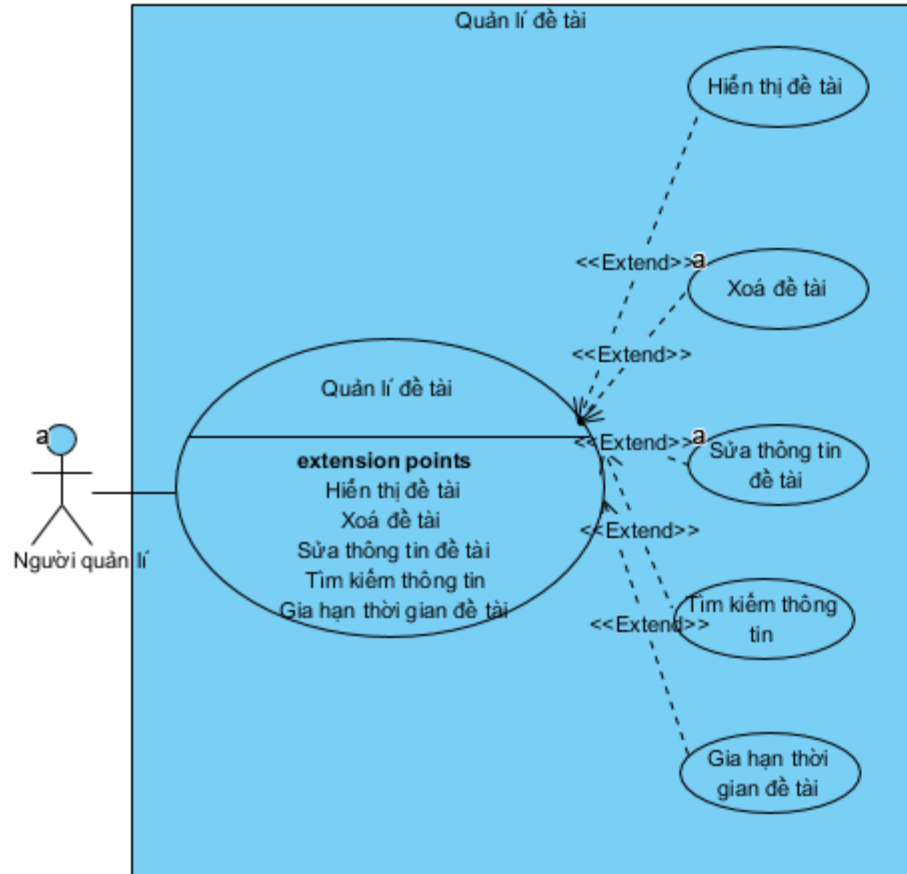 Quản lí đề tài
Hiển thị đề tài
<<Extend>>
a
Xoá đề tài
<<Extend>>
Quản lí đề tài
a
<<Extend>>
a
Sửa thông tin
đề tài
extension points
Hiển thị đề tài
Xoá đề tài
Sửa thông tin đề tài
Tìm kiếm thông tin
Gia hạn thời gian đề tài
Người quản lí
<<Extend>>
Tìm kiếm thông
tin
<<Extend>>
Gia hạn thời
gian đề tài